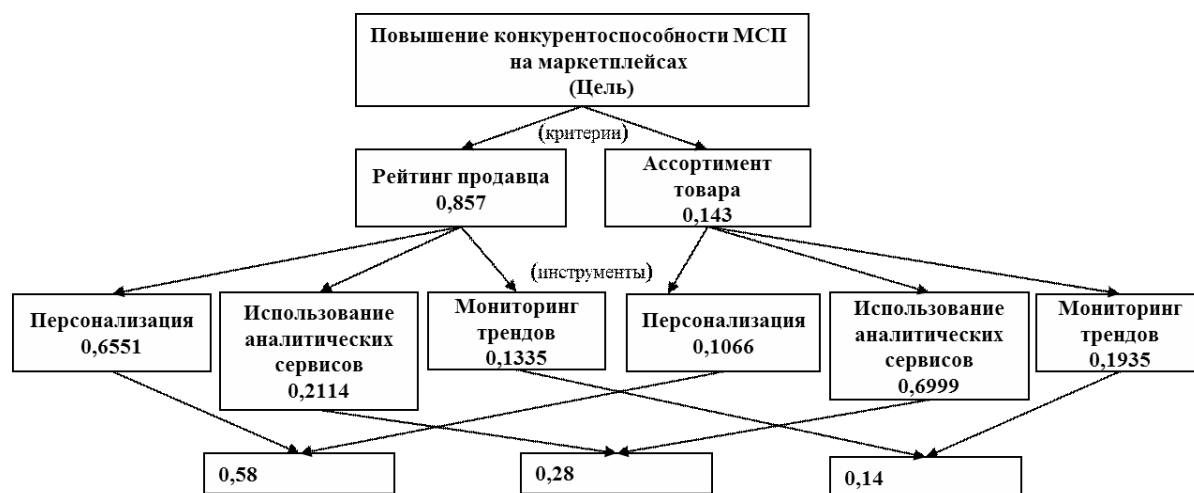 Повышение конкурентоспособности МСП
на маркетплейсах
(Цель)
(критерии)
Рейтинг продавца
0,857
Ассортимент
товара
0,143
(инструменты)
Персонализация
0,6551
Использование
аналитических
сервисов
0,2114
Мониторинг
трендов
0,1335
Персонализация
0,1066
Использование
аналитических
сервисов
0,6999
Мониторинг
трендов
0,1935
0,58
0,28
0,14